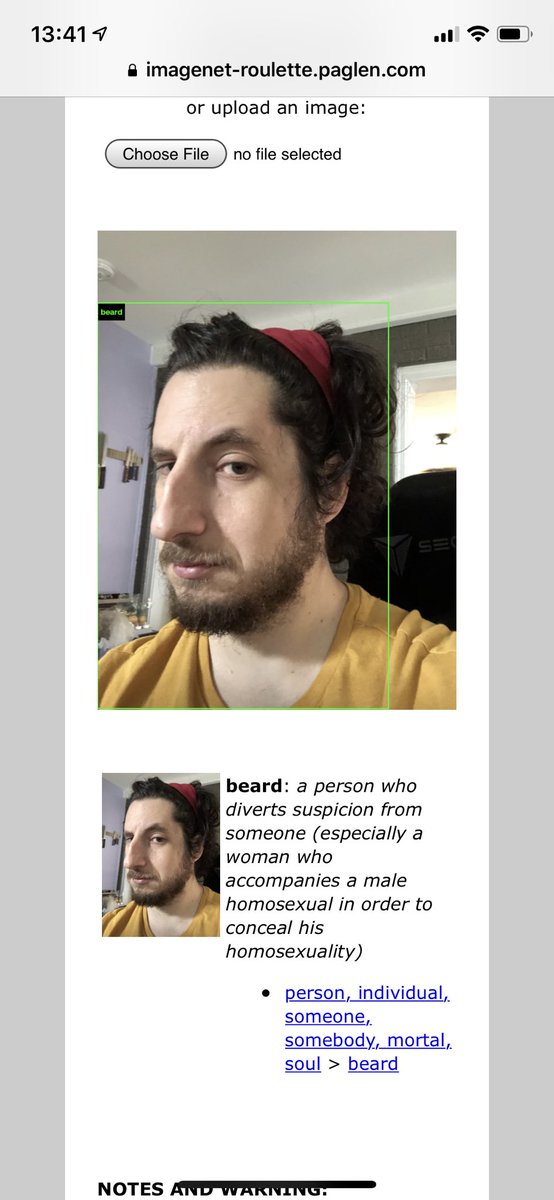 13:41
imagenet-roulette.paglen.com
or upload an image:
Choose File no file selected
beard
beard: a person who
diverts suspicion from
someone (especially a
woman who
accompanies a male
homosexual in order to
conceal his
homosexuality)
• person, individual,
someone,
somebody, mortal,
soul > beard
NOTES AND WARNING: